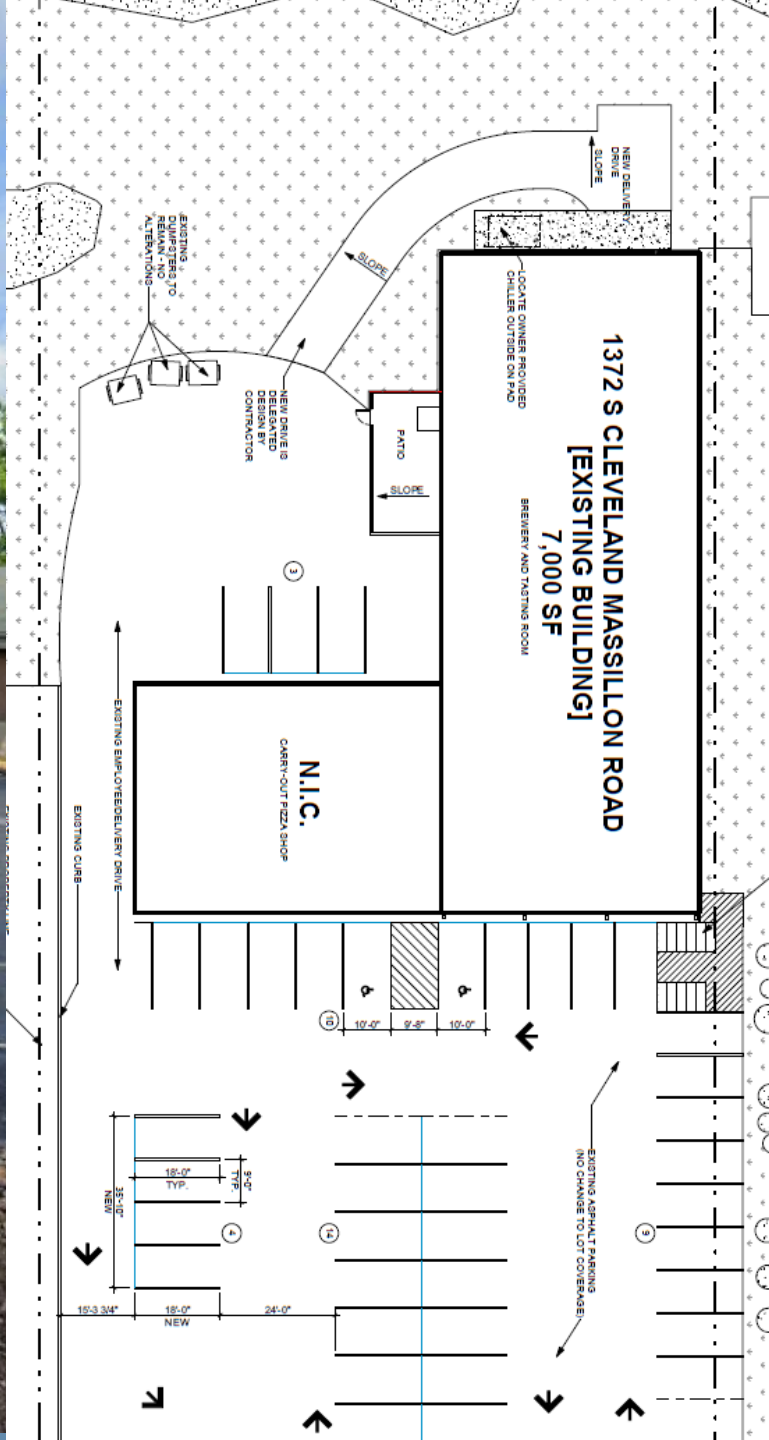 NEW DELIVERY
DRIVE
SLOPE
EXISTING
DUMPSTERS TO
REMAIN - NO
ALTERATIONS
SLOPE
LOCATE OWNER PROVIDED
CHILLER OUTSIDE ON PAD
1372 S CLEVELAND MASSILLON ROAD
[EXISTING BUILDING]
7,000 SF
BREWERY AND TASTING ROOM
NEW DRIVE IS
DELEGATED
DESIGN BY
CONTRACTOR
PATIO
SLOPE
3
EXISTING EMPLOYEE/DELIVERY DRIVE
N.I.C.
CARRY-OUT PIZZA SHOP
EXISTING CURB
10
10'-0"
9'-8"
10'-0"
18'-0"
TYP.
9'-0"
TYP.
35'-10"
NEW
4
14
9
EXISTING ASPHALT PARKING
(NO CHANGE TO LOT COVERAGE)
15'-3 3/4"
18'-0"
NEW
24'-0"